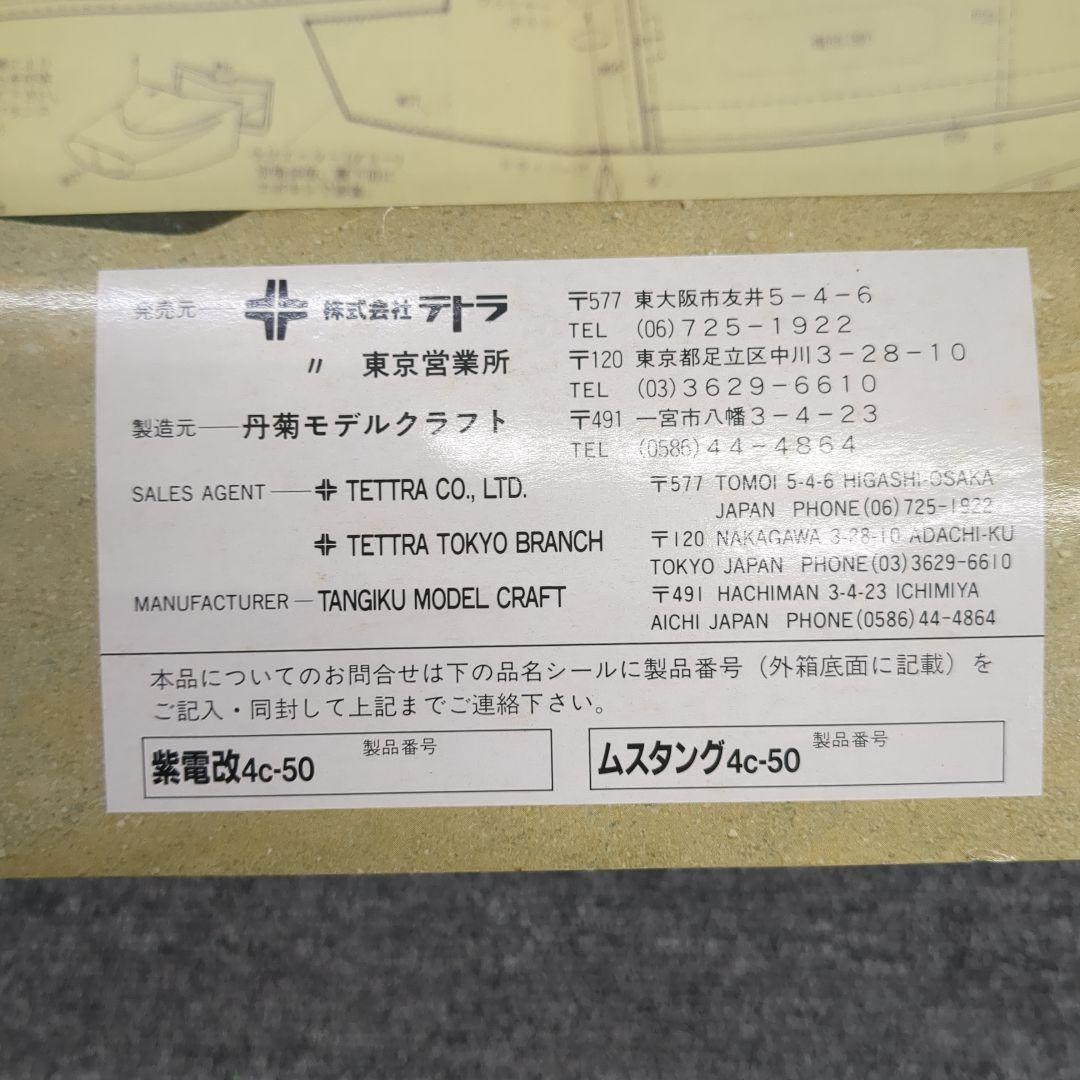 発売元 株式会社 テトラ 〒577 東大阪市友井5-4-6
TEL (06)725-1922
〃 東京営業所 〒120 東京都足立区中川3-28-10
TEL (03)3629-6610
製造元 丹菊モデルクラフト 〒491 一宮市八幡3-4-23
TEL (0586)44-4864
SALES AGENT TETTRA CO., LTD. 〒577 TOMOI 5-4-6 HIGASHI-OSAKA
JAPAN PHONE(06)725-1922
TETTRA TOKYO BRANCH 〒120 NAKAGAWA 3-28-10 ADACHI-KU
TOKYO JAPAN PHONE(03)3629-6610
MANUFACTURER TANGIKU MODEL CRAFT 〒491 HACHIMAN 3-4-23 ICHIMIYA
AICHI JAPAN PHONE(0586)44-4864
本品についてのお問合せは下の品名シールに製品番号(外箱底面に記載)を
ご記入・同封して上記までご連絡下さい。
紫電改4c-50 製品番号
ムスタング4c-50 製品番号